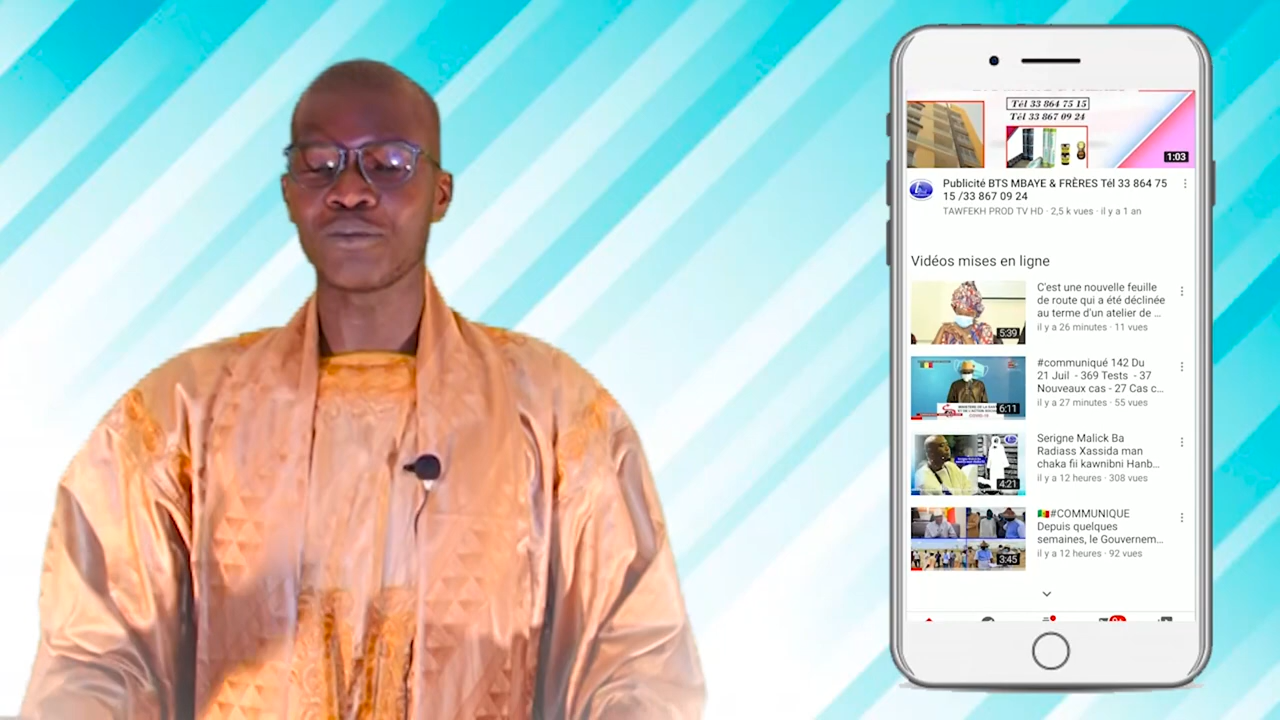 Tél 33 864 75 15
Tél 33 867 09 24
1:03
Publicité BTS MBAYE & FRÈRES Tél 33 864 75
15 /33 867 09 24
TAWFEKH PROD TV HD · 2,5 k vues · il y a 1 an
Vidéos mises en ligne
C'est une nouvelle feuille
de route qui a été déclinée
au terme d'un atelier de ...
il y a 26 minutes · 11 vues
5:39
#communiqué 142 Du
21 Juil - 369 Tests - 37
Nouveaux cas - 27 Cas c...
il y a 27 minutes · 55 vues
6:11
Serigne Malick Ba
Radiass Xassida man
chaka fii kawnibni Hanb...
il y a 12 heures · 308 vues
4:21
#COMMUNIQUE
Depuis quelques
semaines, le Gouvernem...
il y a 12 heures · 92 vues
3:45
9+